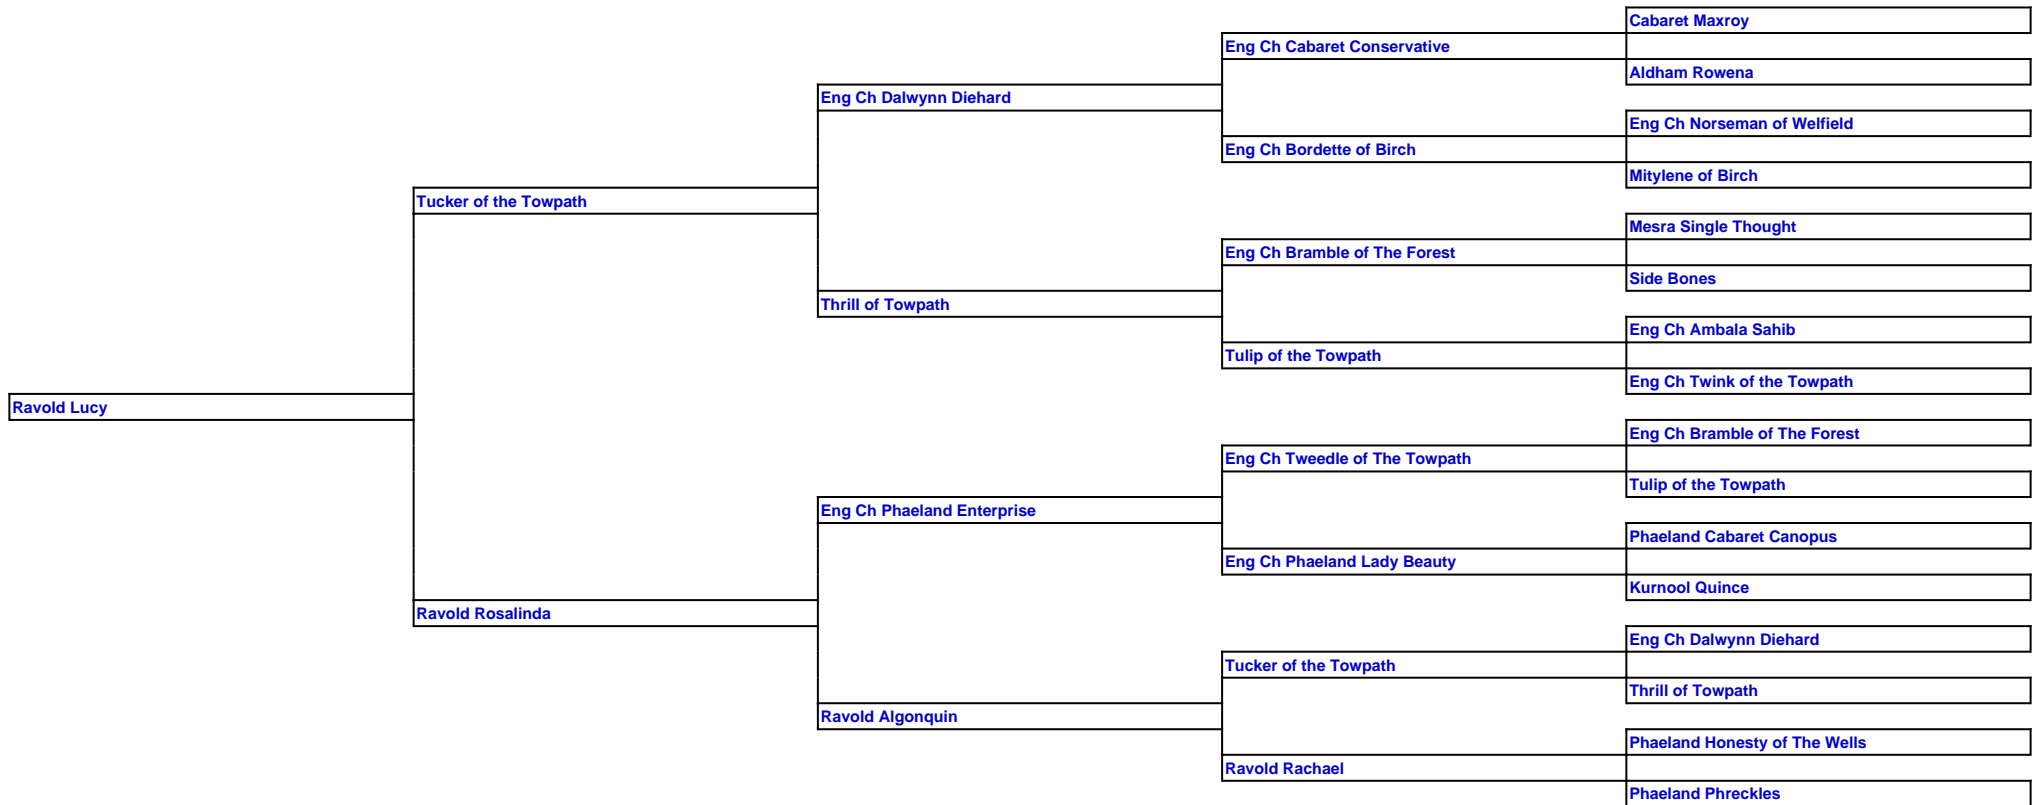 Cabaret Maxroy
Eng Ch Cabaret Conservative
Aldham Rowena
Eng Ch Dalwynn Diehard
Eng Ch Norseman of Welfield
Eng Ch Bordette of Birch
Mitylene of Birch
Tucker of the Towpath
Mesra Single Thought
Eng Ch Bramble of The Forest
Side Bones
Thrill of Towpath
Eng Ch Ambala Sahib
Tulip of the Towpath
Eng Ch Twink of the Towpath
Ravold Lucy
Eng Ch Bramble of The Forest
Eng Ch Tweedle of The Towpath
Tulip of the Towpath
Eng Ch Phaeland Enterprise
Phaeland Cabaret Canopus
Eng Ch Phaeland Lady Beauty
Kurnool Quince
Ravold Rosalinda
Eng Ch Dalwynn Diehard
Tucker of the Towpath
Thrill of Towpath
Ravold Algonquin
Phaeland Honesty of The Wells
Ravold Rachael
Phaeland Phreckles